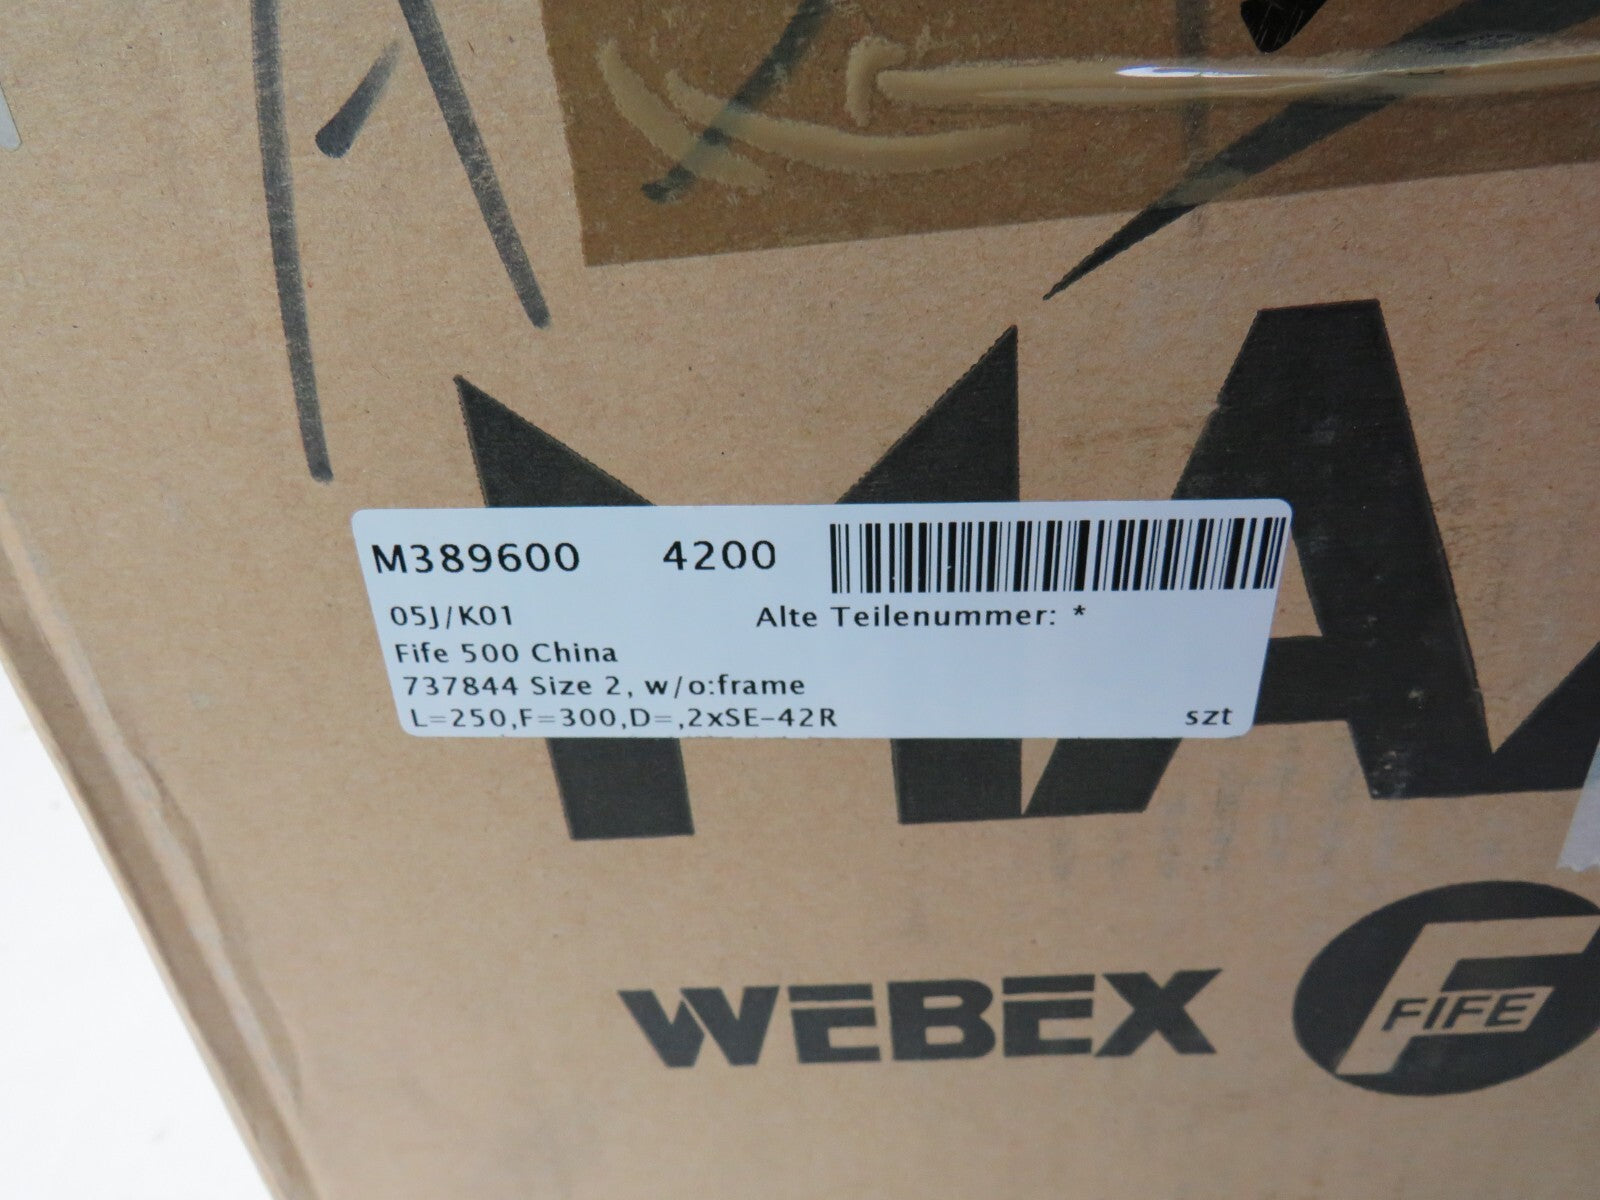 M389600 4200
05J/K01 Alte Teilenummer: *
Fife 500 China
737844 Size 2, w/o:frame
L=250,F=300,D=,2xSE-42R szt
WEBEX FIFE